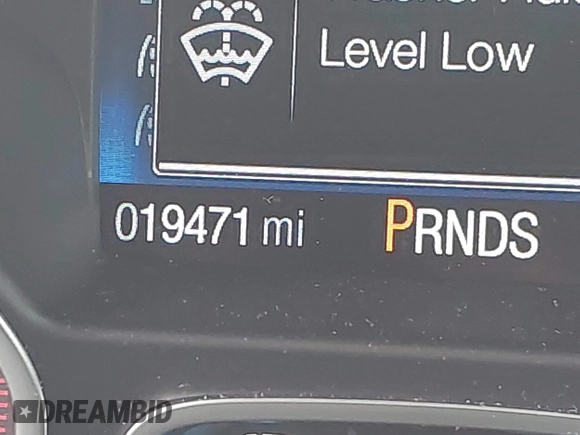 Level Low
019471 mi
PRNDS
DREAMBID